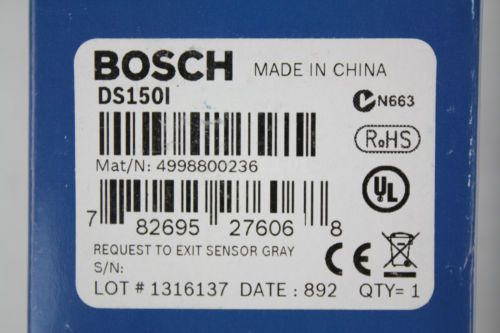 BOSCH MADE IN CHINA
DS150I
N663
RoHS
Mat/N: 4998800236
UL
7 82695 27606 8
REQUEST TO EXIT SENSOR GRAY
S/N:
CE
LOT # 1316137 DATE : 892 QTY= 1